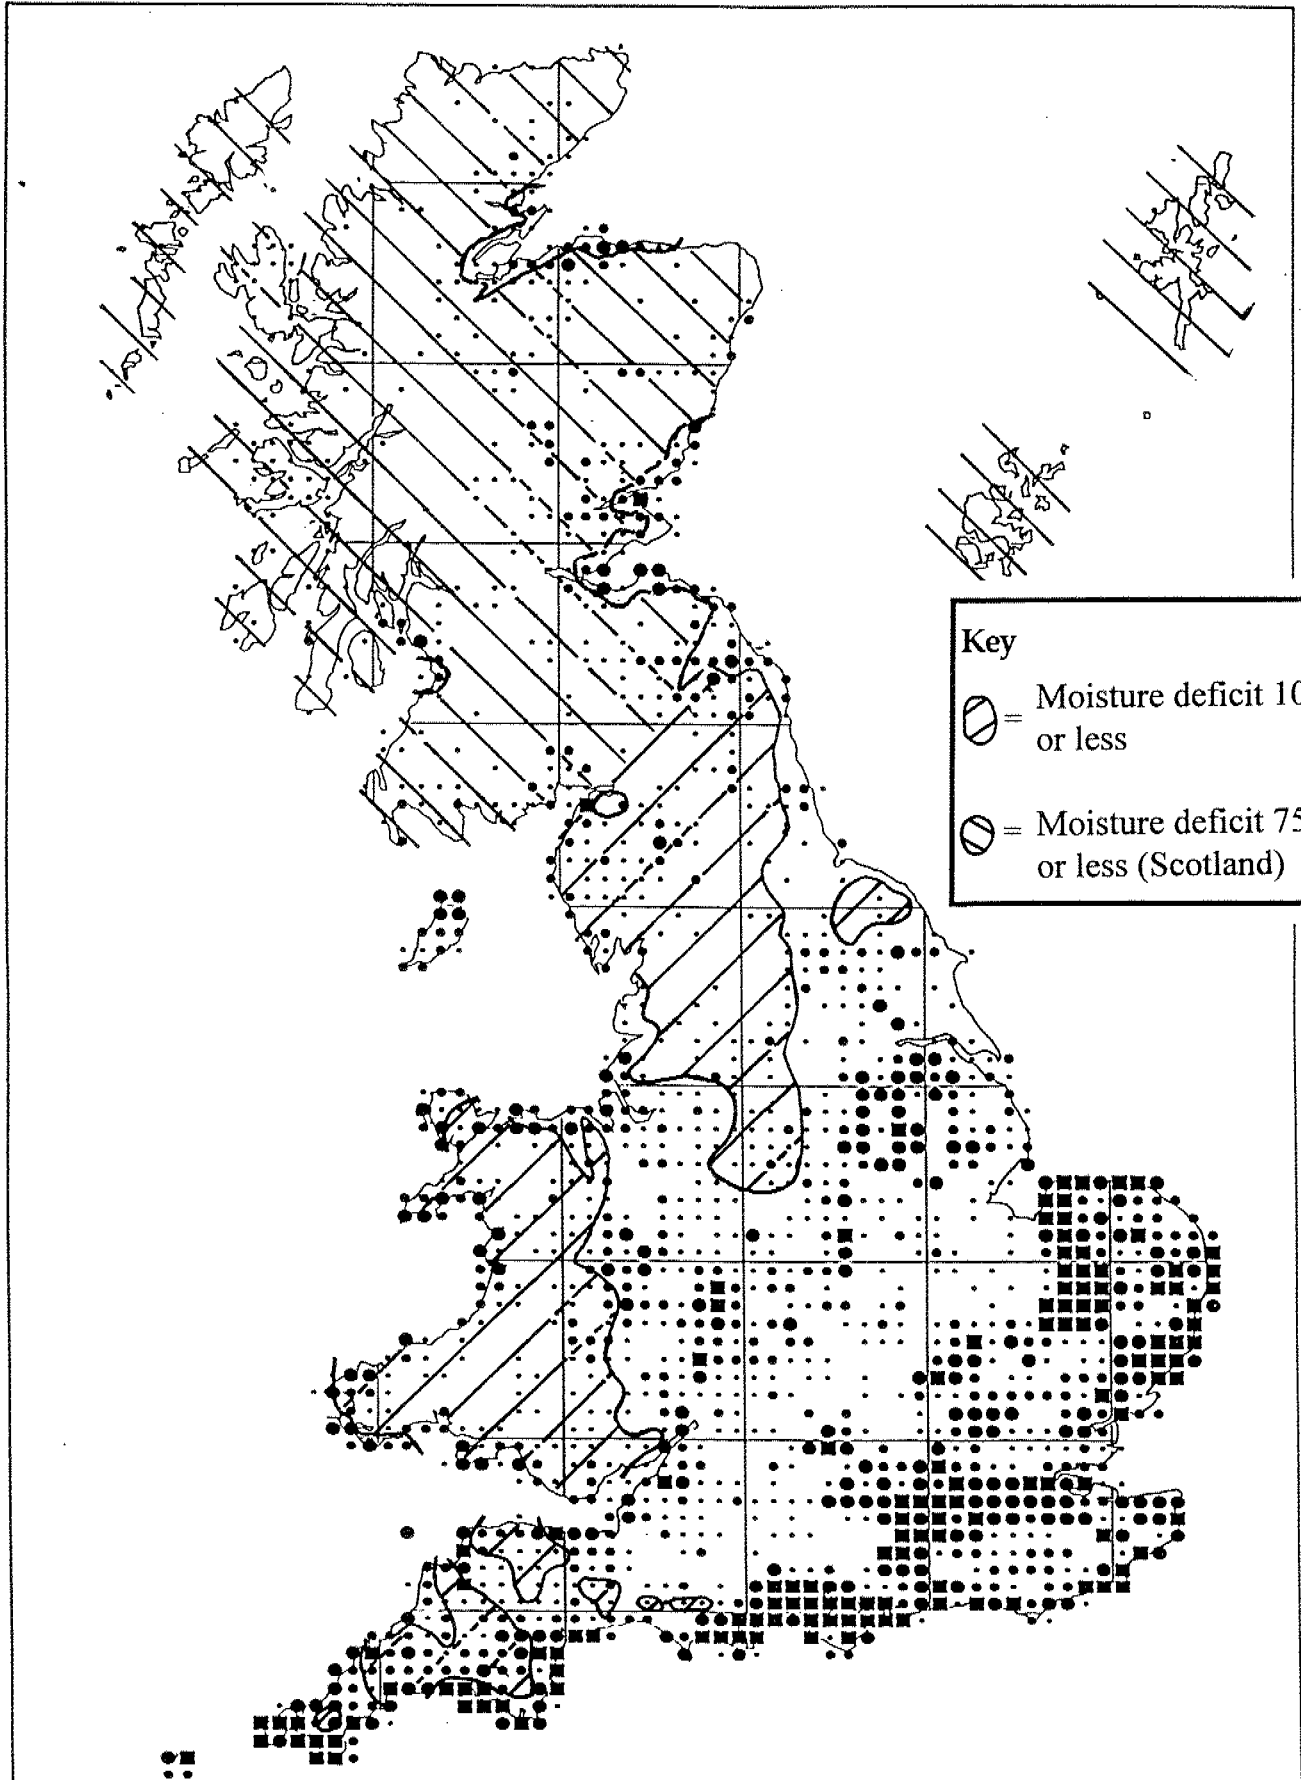 Key
= Moisture deficit 10
or less
= Moisture deficit 75
or less (Scotland)